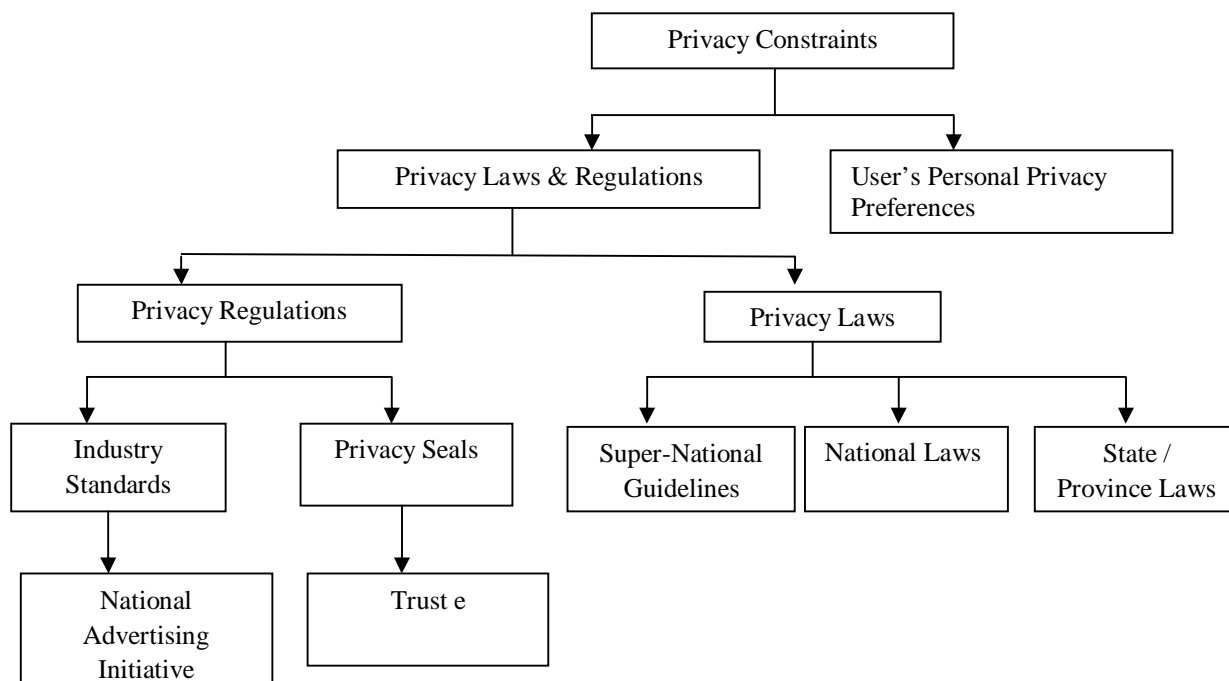 Privacy Constraints
Privacy Laws & Regulations
User’s Personal Privacy
Preferences
Privacy Regulations
Privacy Laws
Industry
Standards
Privacy Seals
Super-National
Guidelines
National Laws
State /
Province Laws
National
Advertising
Initiative
Trust e